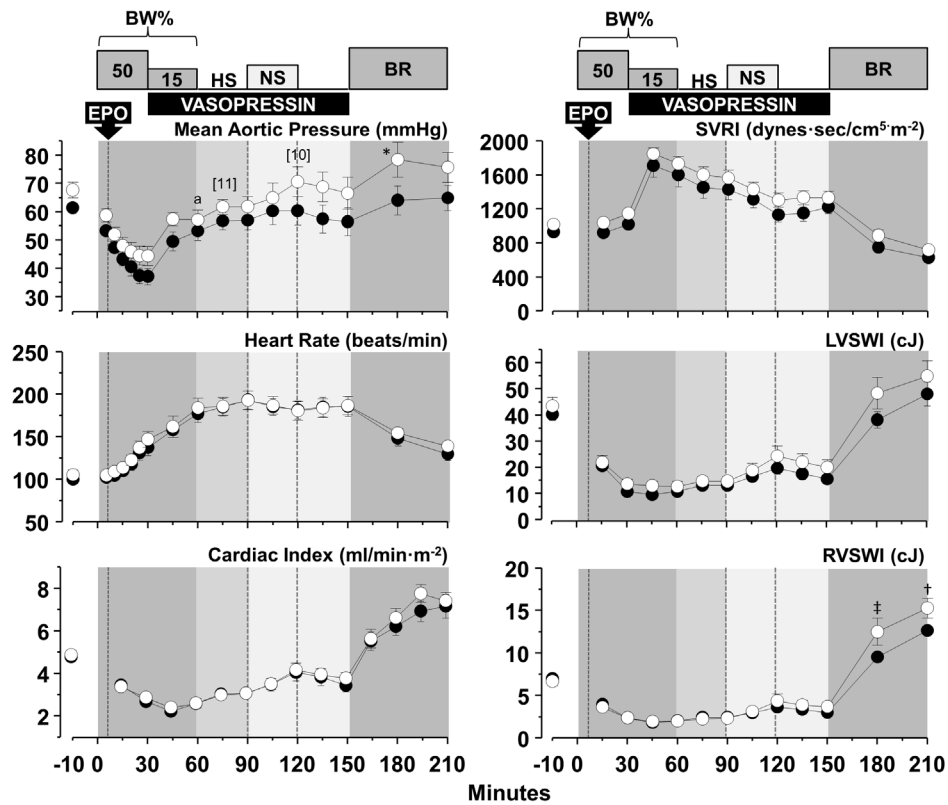 BW%
50
15
HS
NS
BR
VASOPRESSIN
EPO
Mean Aortic Pressure (mmHg)
80
70
60
50
40
30
a
[11]
[10]
*
Heart Rate (beats/min)
250
200
150
100
50
Cardiac Index (ml/min·m-2)
8
6
4
2
-10 0 30 60 90 120 150 180 210
BW%
50
15
HS
NS
BR
VASOPRESSIN
EPO
SVRI (dynes·sec/cm5·m-2)
2000
1600
1200
800
400
0
LVSWI (cJ)
60
50
40
30
20
10
0
RVSWI (cJ)
20
15
10
5
0
‡
†
-10 0 30 60 90 120 150 180 210
Minutes